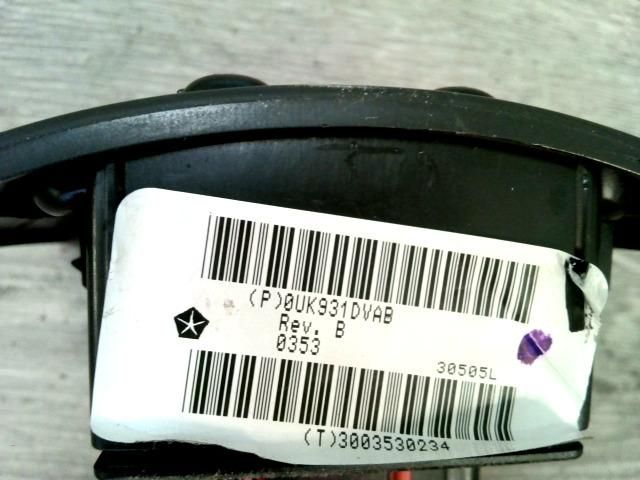 (P)0UK931DVAB
Rev. B
0353
30505L
(T)3003530234